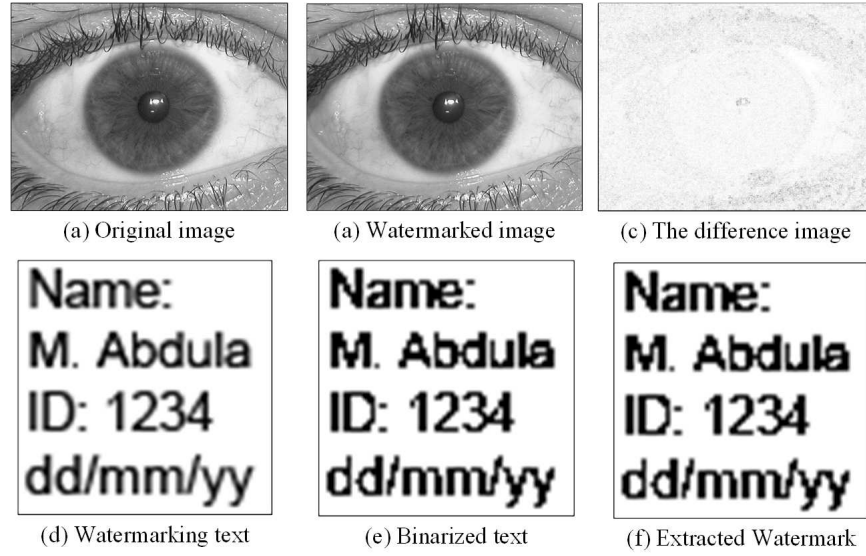 (a) Original image
(a) Watermarked image
(c) The difference image
Name:
M. Abdula
ID: 1234
dd/mm/yy
Name:
M. Abdula
ID: 1234
dd/mm/yy
Name:
M. Abdula
ID: 1234
dd/mm/yy
(d) Watermarking text
(e) Binarized text
(f) Extracted Watermark